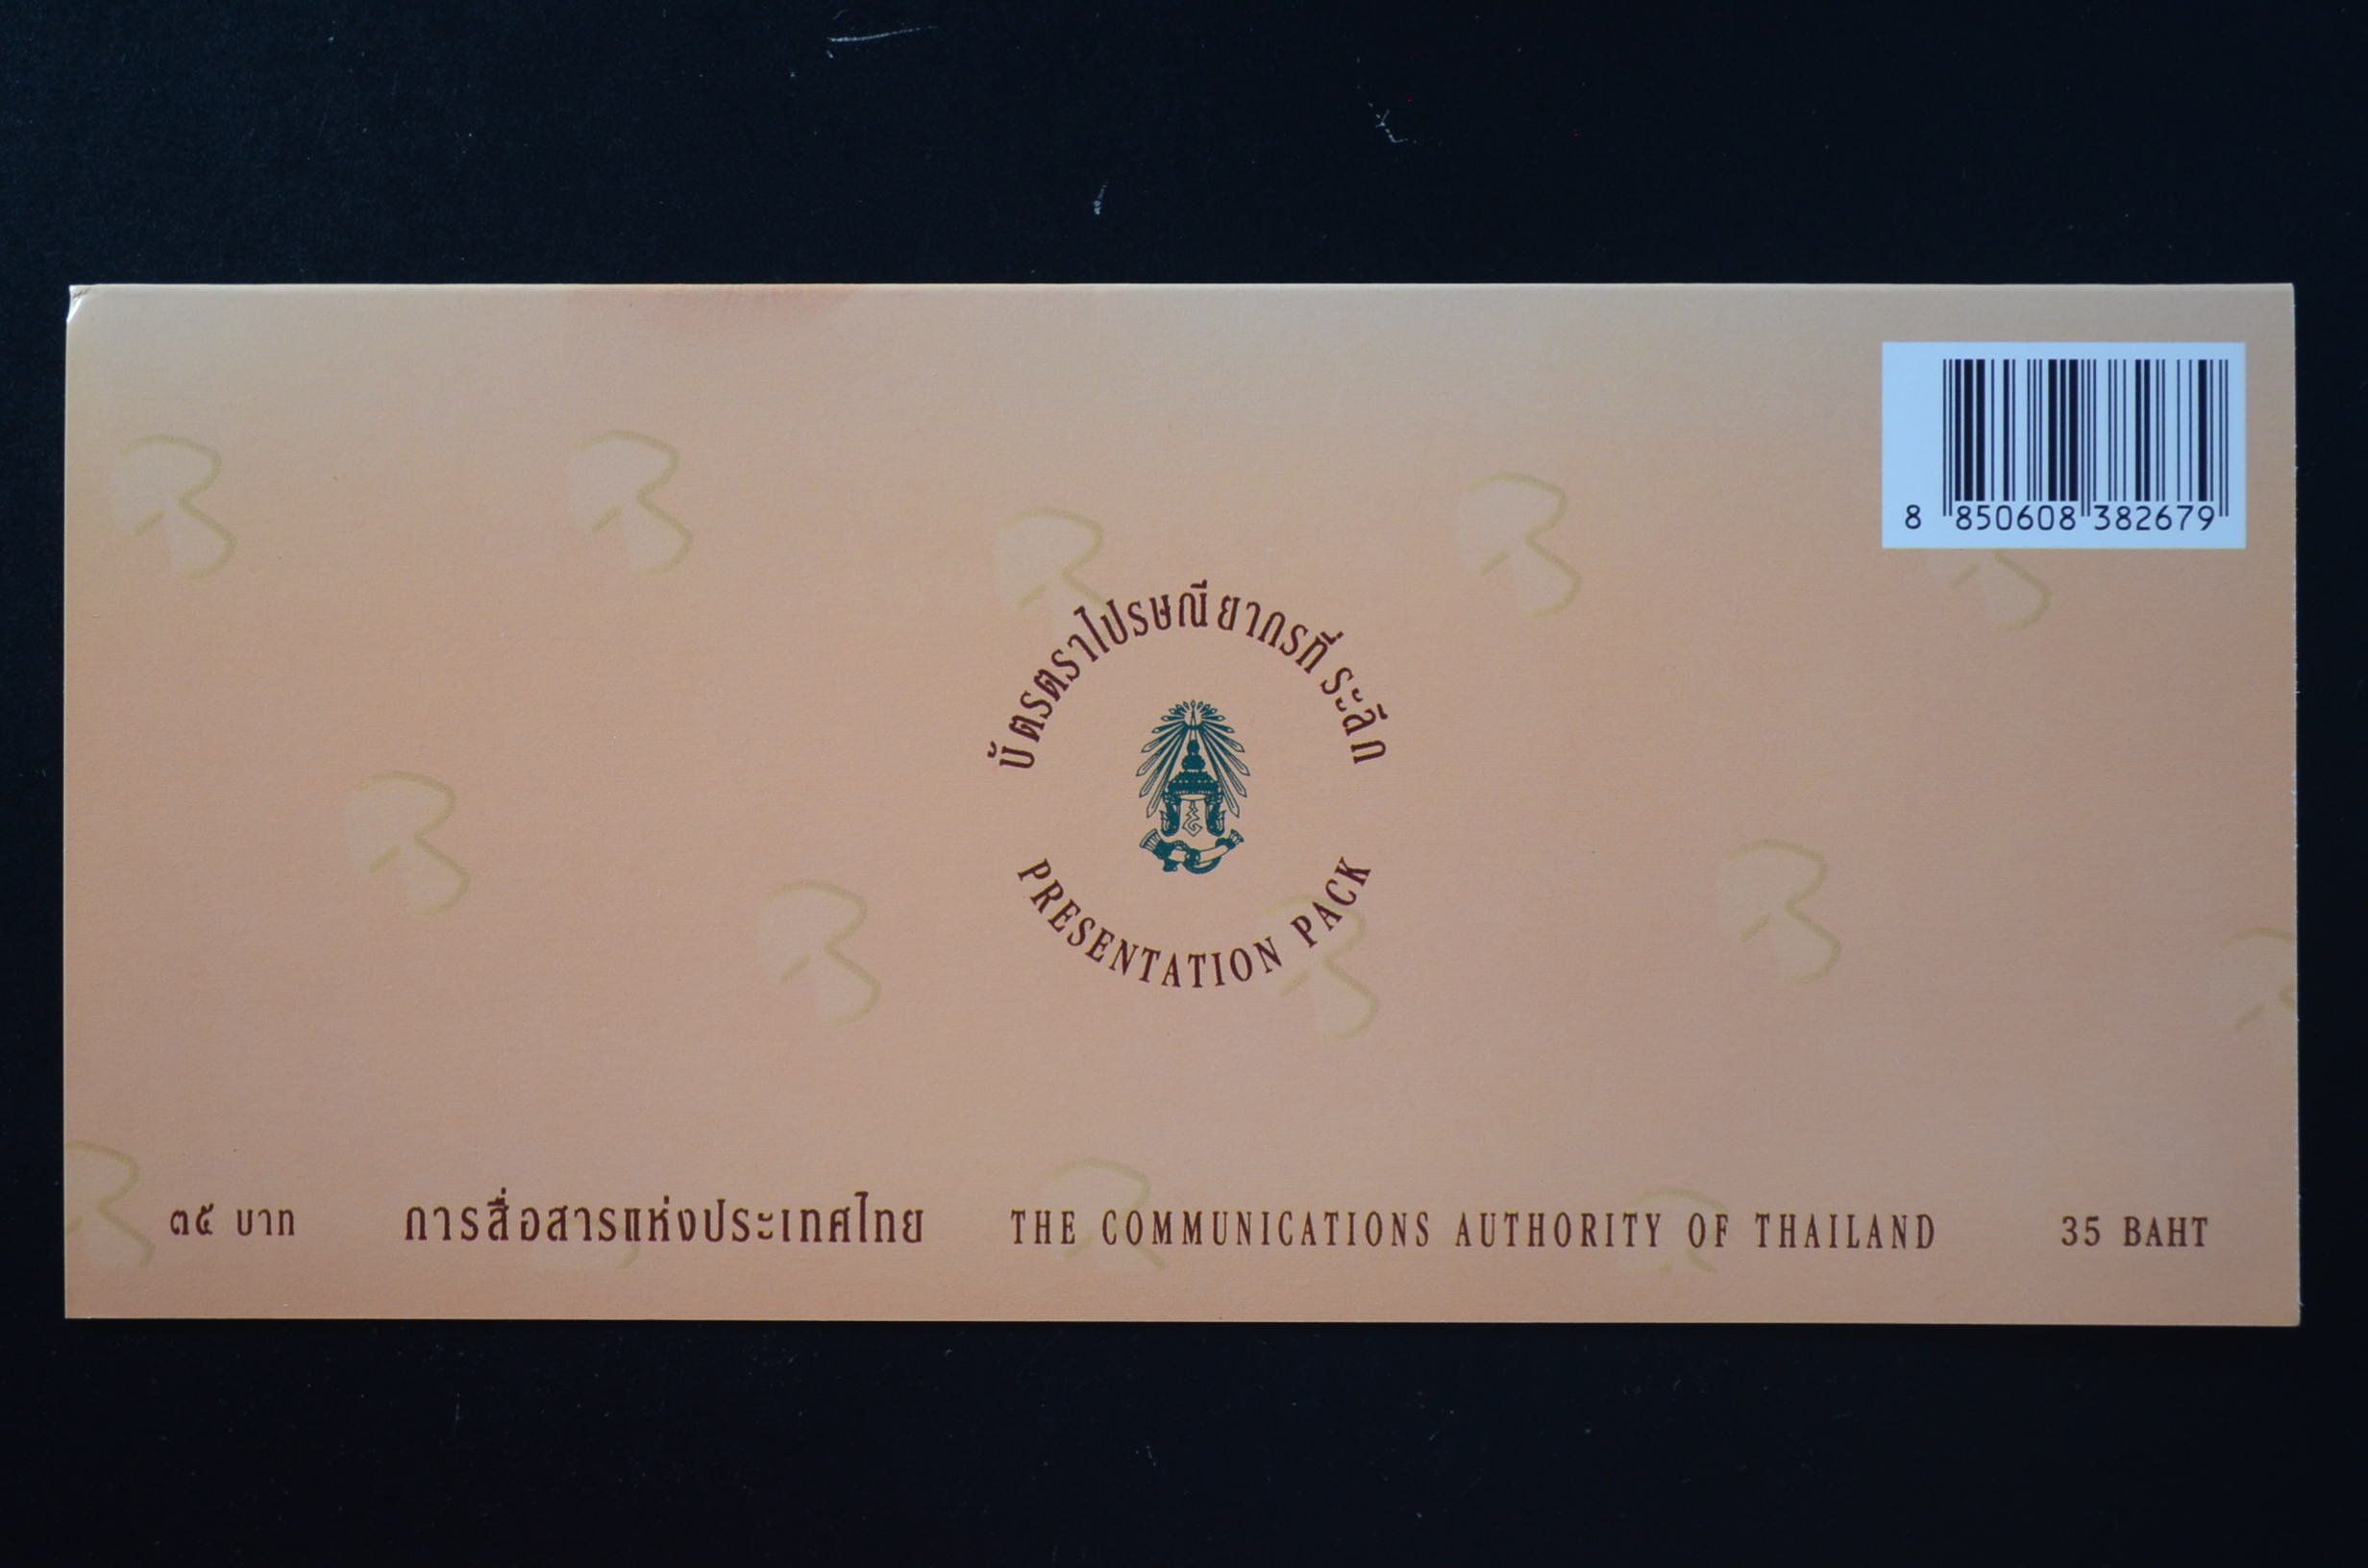 8 850608 382679
บัตรตราไปรษณียากรที่ระลึก
PRESENTATION PACK
๓๕ บาท การสื่อสารแห่งประเทศไทย THE COMMUNICATIONS AUTHORITY OF THAILAND 35 BAHT